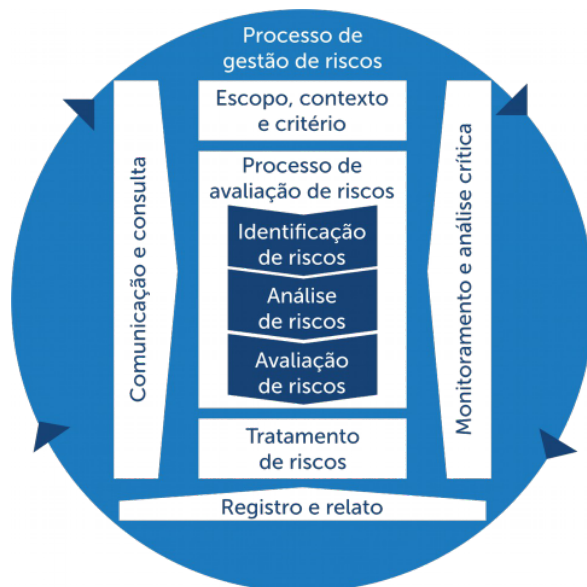 Processo de
gestão de riscos
Escopo, contexto
e critério
Processo de
avaliação de riscos
Identificação
de riscos
Análise
de riscos
Avaliação
de riscos
Tratamento
de riscos
Comunicação e consulta
Monitoramento e análise crítica
Registro e relato